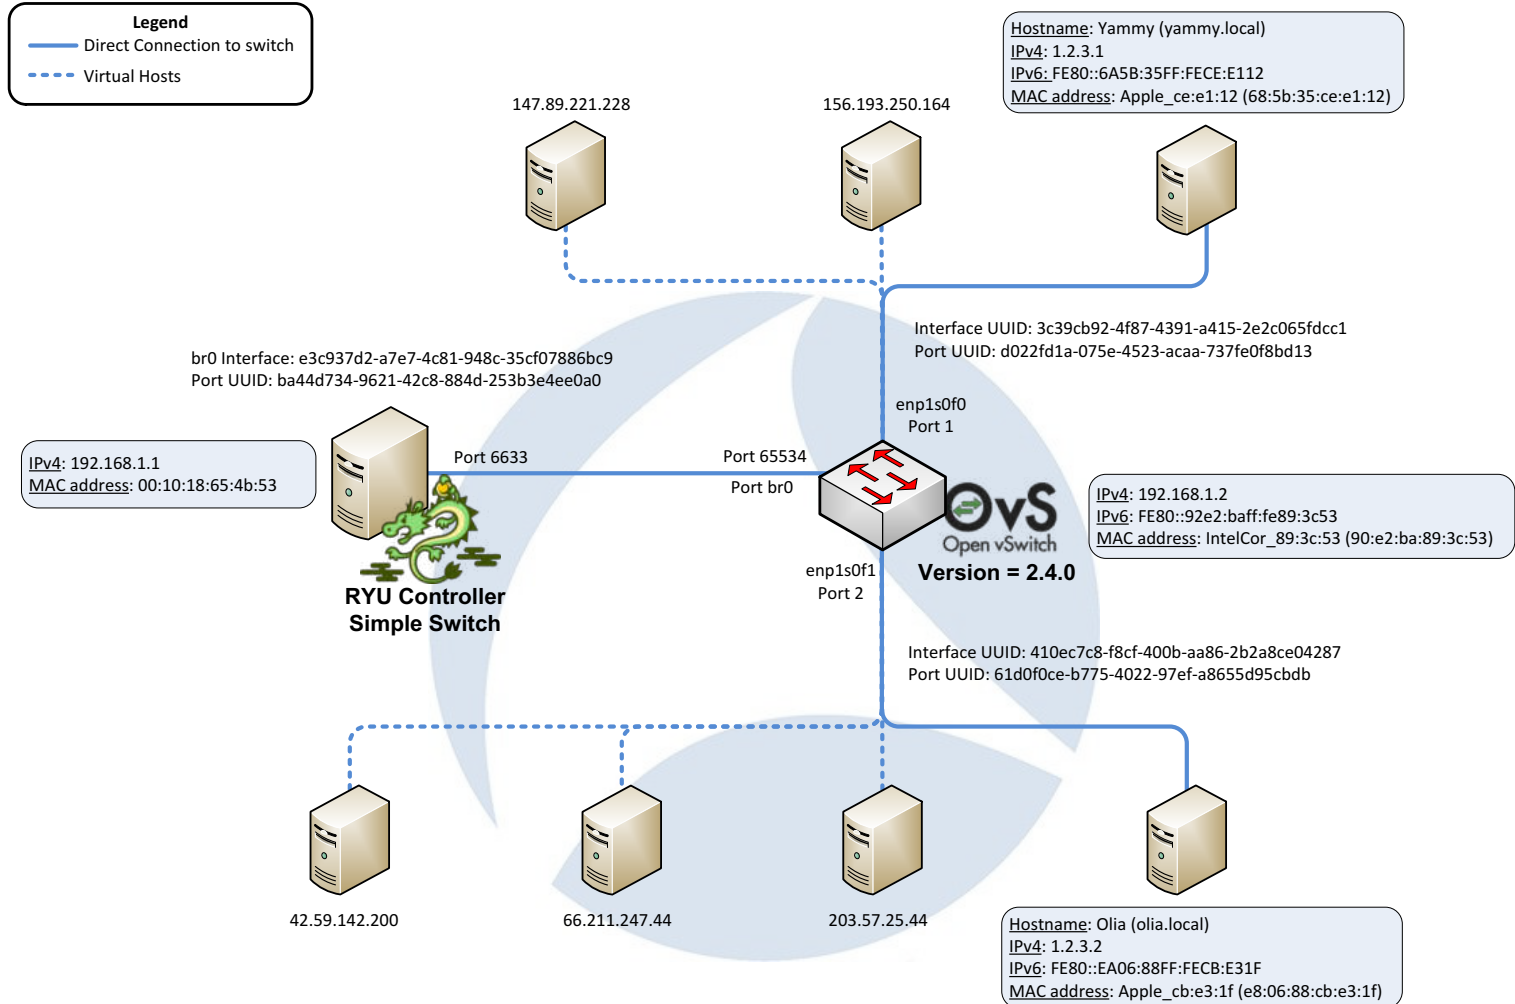 Legend
Direct Connection to switch
Virtual Hosts
Hostname: Yammy (yammy.local)
IPv4: 1.2.3.1
IPv6: FE80::6A5B:35FF:FECE:E112
MAC address: Apple_ce:e1:12 (68:5b:35:ce:e1:12)
147.89.221.228
156.193.250.164
Interface UUID: 3c39cb92-4f87-4391-a415-2e2c065fdcc1
Port UUID: d022fd1a-075e-4523-acaa-737fe0f8bd13
br0 Interface: e3c937d2-a7e7-4c81-948c-35cf07886bc9
Port UUID: ba44d734-9621-42c8-884d-253b3e4ee0a0
enp1s0f0
Port 1
IPv4: 192.168.1.1
MAC address: 00:10:18:65:4b:53
Port 6633
Port 65534
Port br0
OvS
Open vSwitch
Version = 2.4.0
IPv4: 192.168.1.2
IPv6: FE80::92e2:baff:fe89:3c53
MAC address: IntelCor_89:3c:53 (90:e2:ba:89:3c:53)
enp1s0f1
Port 2
RYU Controller
Simple Switch
Interface UUID: 410ec7c8-f8cf-400b-aa86-2b2a8ce04287
Port UUID: 61d0f0ce-b775-4022-97ef-a8655d95cbdb
42.59.142.200
66.211.247.44
203.57.25.44
Hostname: Olia (olia.local)
IPv4: 1.2.3.2
IPv6: FE80::EA06:88FF:FECB:E31F
MAC address: Apple_cb:e3:1f (e8:06:88:cb:e3:1f)